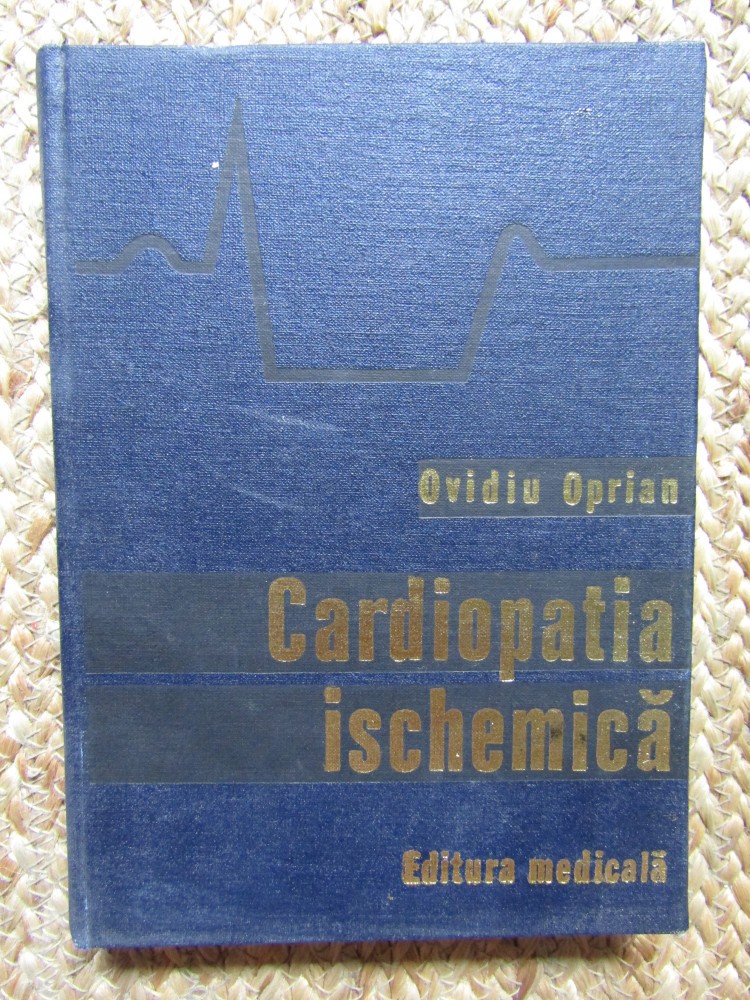 Ovidiu Oprian
Cardiopatia
ischemică
Editura medicală